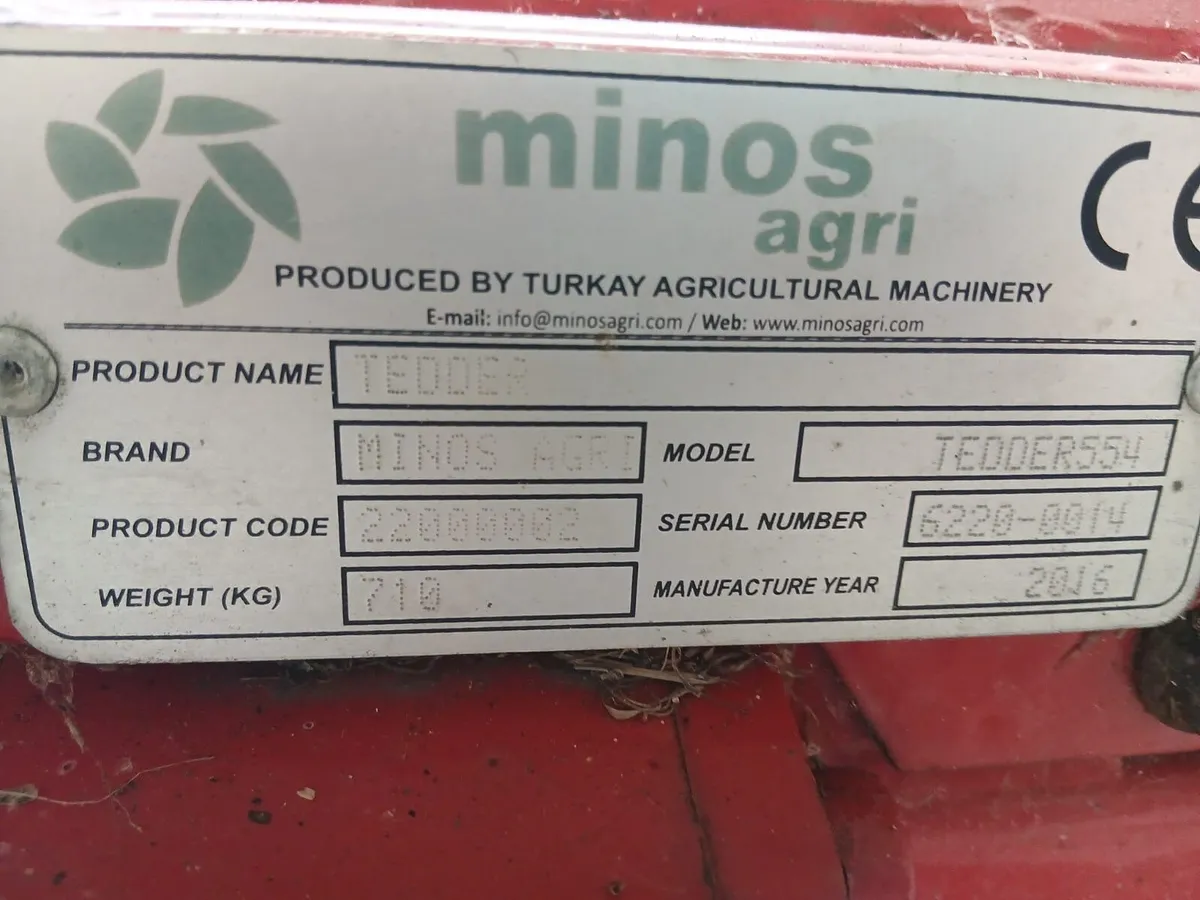 minos
agri
CE
PRODUCED BY TURKAY AGRICULTURAL MACHINERY
E-mail: info@minosagri.com / Web: www.minosagri.com
PRODUCT NAME TEDDER
BRAND MINOS AGRI MODEL TEDDER554
PRODUCT CODE 22000002 SERIAL NUMBER 6220-0014
WEIGHT (KG) 710 MANUFACTURE YEAR 2016